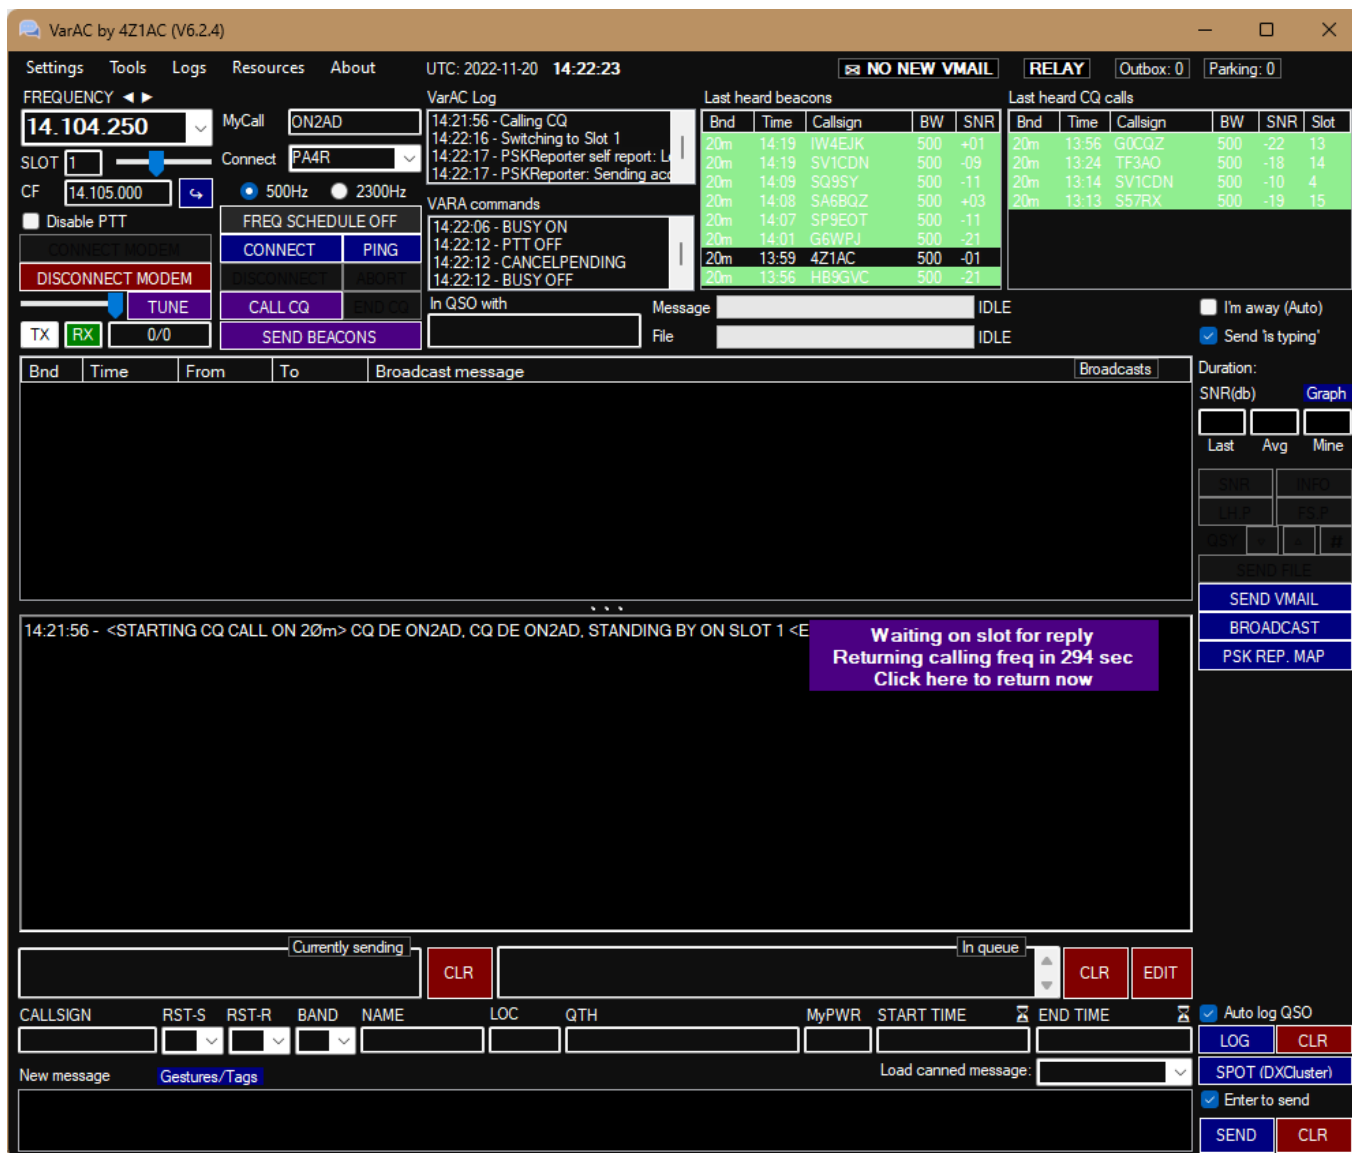 VarAC by 4Z1AC (V6.2.4)
Settings Tools Logs Resources About UTC: 2022-11-20 14:22:23 NO NEW VMAIL RELAY Outbox: 0 Parking: 0
FREQUENCY ◄ ►
14.104.250
MyCall ON2AD
SLOT 1
Connect PA4R
CF 14.105.000
500Hz 2300Hz
Disable PTT
FREQ SCHEDULE OFF
CONNECT MODEM
CONNECT PING
DISCONNECT MODEM
DISCONNECT ABORT
TUNE
CALL CQ END CQ
TX RX 0/0
SEND BEACONS
VarAC Log
14:21:56 - Calling CQ
14:22:16 - Switching to Slot 1
14:22:17 - PSKReporter self report: L
14:22:17 - PSKReporter: Sending acc
VARA commands
14:22:06 - BUSY ON
14:22:12 - PTT OFF
14:22:12 - CANCELPENDING
14:22:12 - BUSY OFF
In QSO with
Last heard beacons
Bnd Time Callsign BW SNR
20m 14:19 IW4EJK 500 +01
20m 14:19 SV1CDN 500 -09
20m 14:09 SQ9SY 500 -11
20m 14:08 SA6BQZ 500 +03
20m 14:07 SP9EOT 500 -11
20m 14:01 G6WPJ 500 -21
20m 13:59 4Z1AC 500 -01
20m 13:56 HB9GVC 500 -21
Last heard CQ calls
Bnd Time Callsign BW SNR Slot
20m 13:56 G0CQZ 500 -22 13
20m 13:24 TF3AO 500 -18 14
20m 13:14 SV1CDN 500 -10 4
20m 13:13 S57RX 500 -19 15
Message IDLE
File IDLE
I'm away (Auto)
Send 'is typing'
Bnd Time From To Broadcast message Broadcasts
Duration:
SNR(db) Graph
Last Avg Mine
SNR INFO
LH.P FS.P
QSY #
SEND FILE
SEND VMAIL
BROADCAST
PSK REP. MAP
14:21:56 - <STARTING CQ CALL ON 2Øm> CQ DE ON2AD, CQ DE ON2AD, STANDING BY ON SLOT 1 <E
Waiting on slot for reply
Returning calling freq in 294 sec
Click here to return now
Currently sending
CLR
In queue
CLR EDIT
CALLSIGN RST-S RST-R BAND NAME LOC QTH MyPWR START TIME END TIME
Auto log QSO
LOG CLR
New message Gestures/Tags Load canned message:
SPOT (DXCluster)
Enter to send
SEND CLR